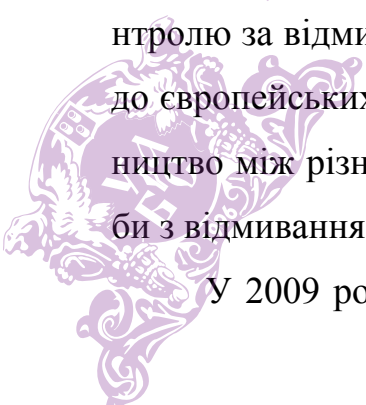 нтролю за відми
до європейських
ництво між різн
би з відмивання
У 2009 ро